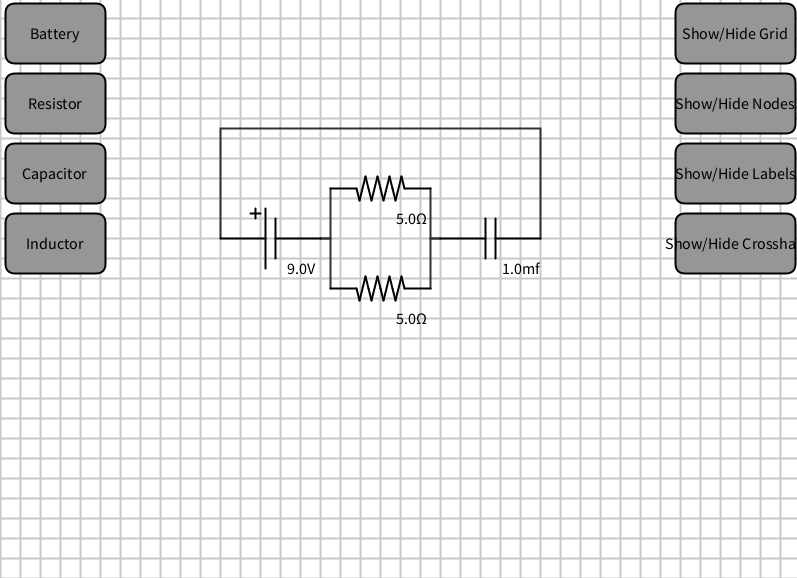 Battery
Show/Hide Grid
Resistor
Show/Hide Nodes
Capacitor
Show/Hide Labels
+
5.0Ω
Inductor
Show/Hide Crossha
9.0V
1.0mf
5.0Ω